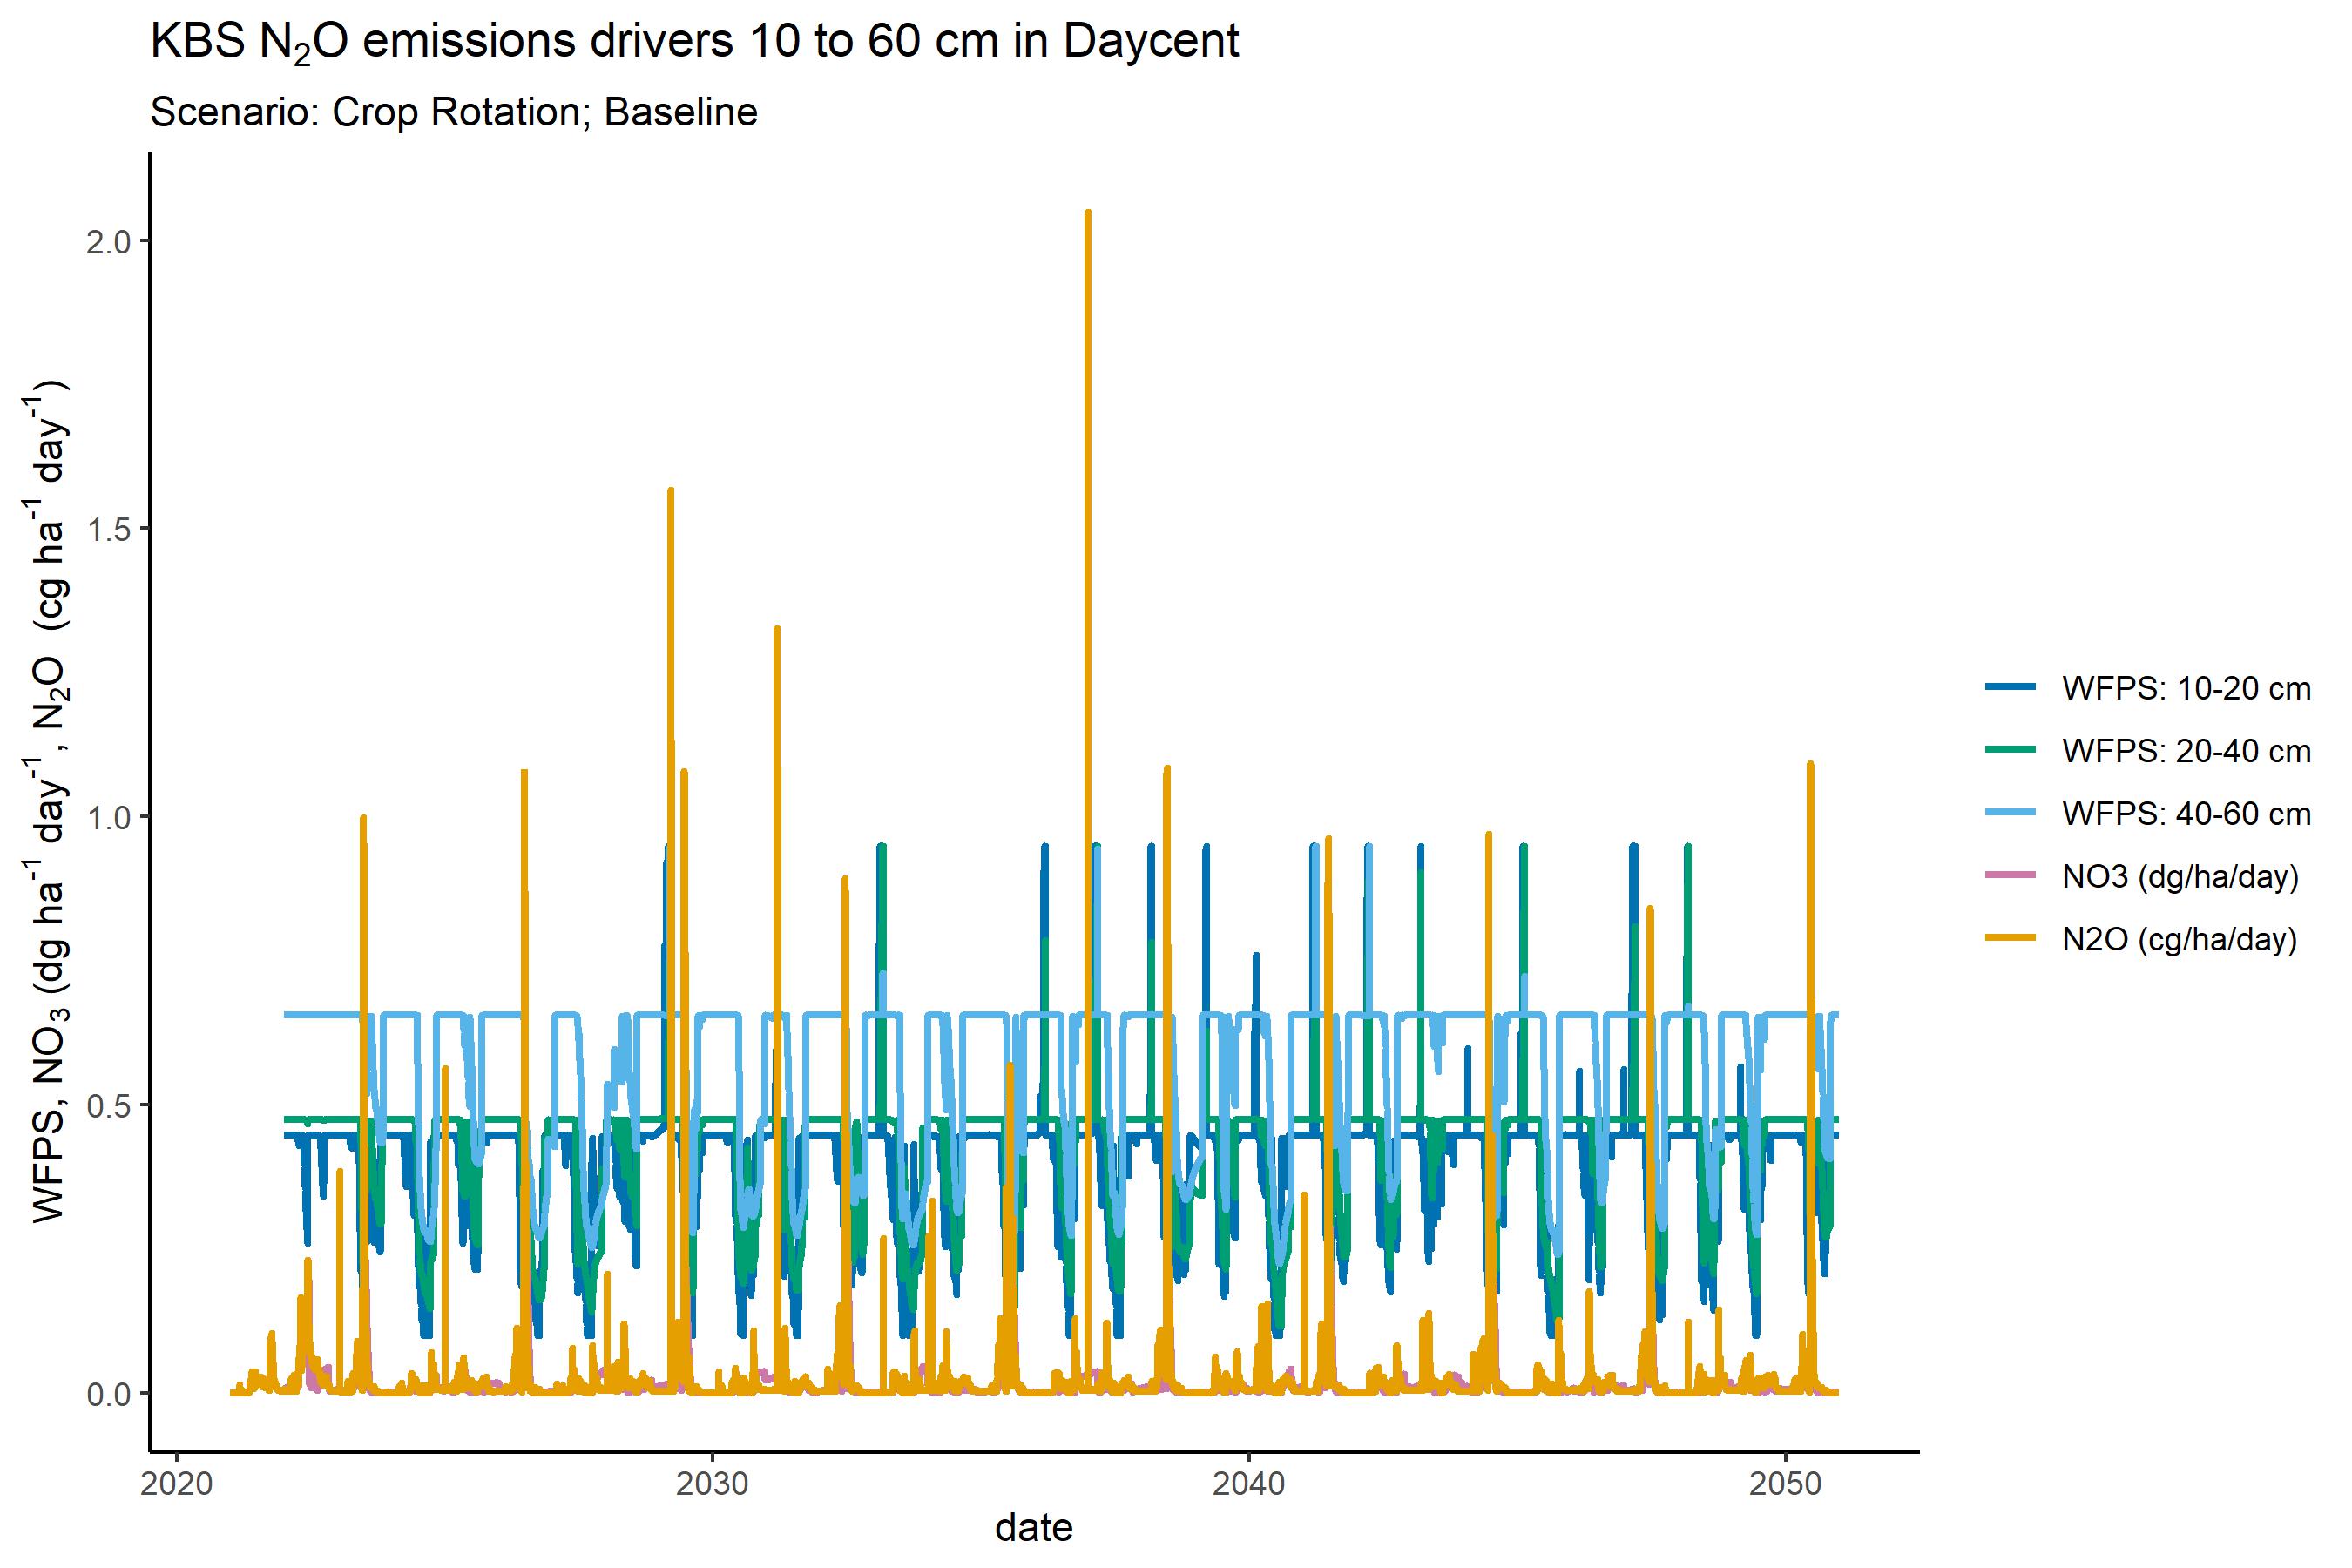 KBS N₂O emissions drivers 10 to 60 cm in Daycent
Scenario: Crop Rotation; Baseline
WFPS, NO₃ (dg ha⁻¹ day⁻¹, N₂O (cg ha⁻¹ day⁻¹)
2.0
1.5
1.0
0.5
0.0
2020
2030
2040
2050
date
WFPS: 10-20 cm
WFPS: 20-40 cm
WFPS: 40-60 cm
NO3 (dg/ha/day)
N2O (cg/ha/day)